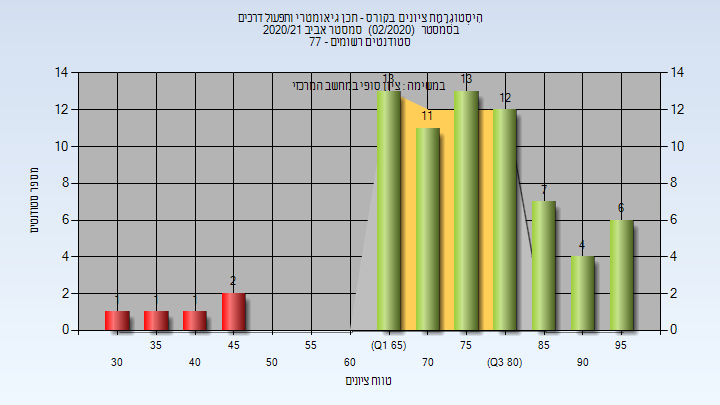 היסטוגרמת ציונים בקורס - תכן גיאומטרי ותפעול דרכים
בסמסטר (02/2020) סמסטר אביב 2020/21
סטודנטים רשומים - 77
במשימה : ציון סופי במחשב המרכזי
מספר סטודנטים
14 14
12 12
10 10
8 8
6 6
4 4
2 2
0 0
1 1 1 2 13 11 13 12 7 4 6
35 45 55 (Q1 65) 75 85 95
30 40 50 60 70 (Q3 80) 90
טווח ציונים